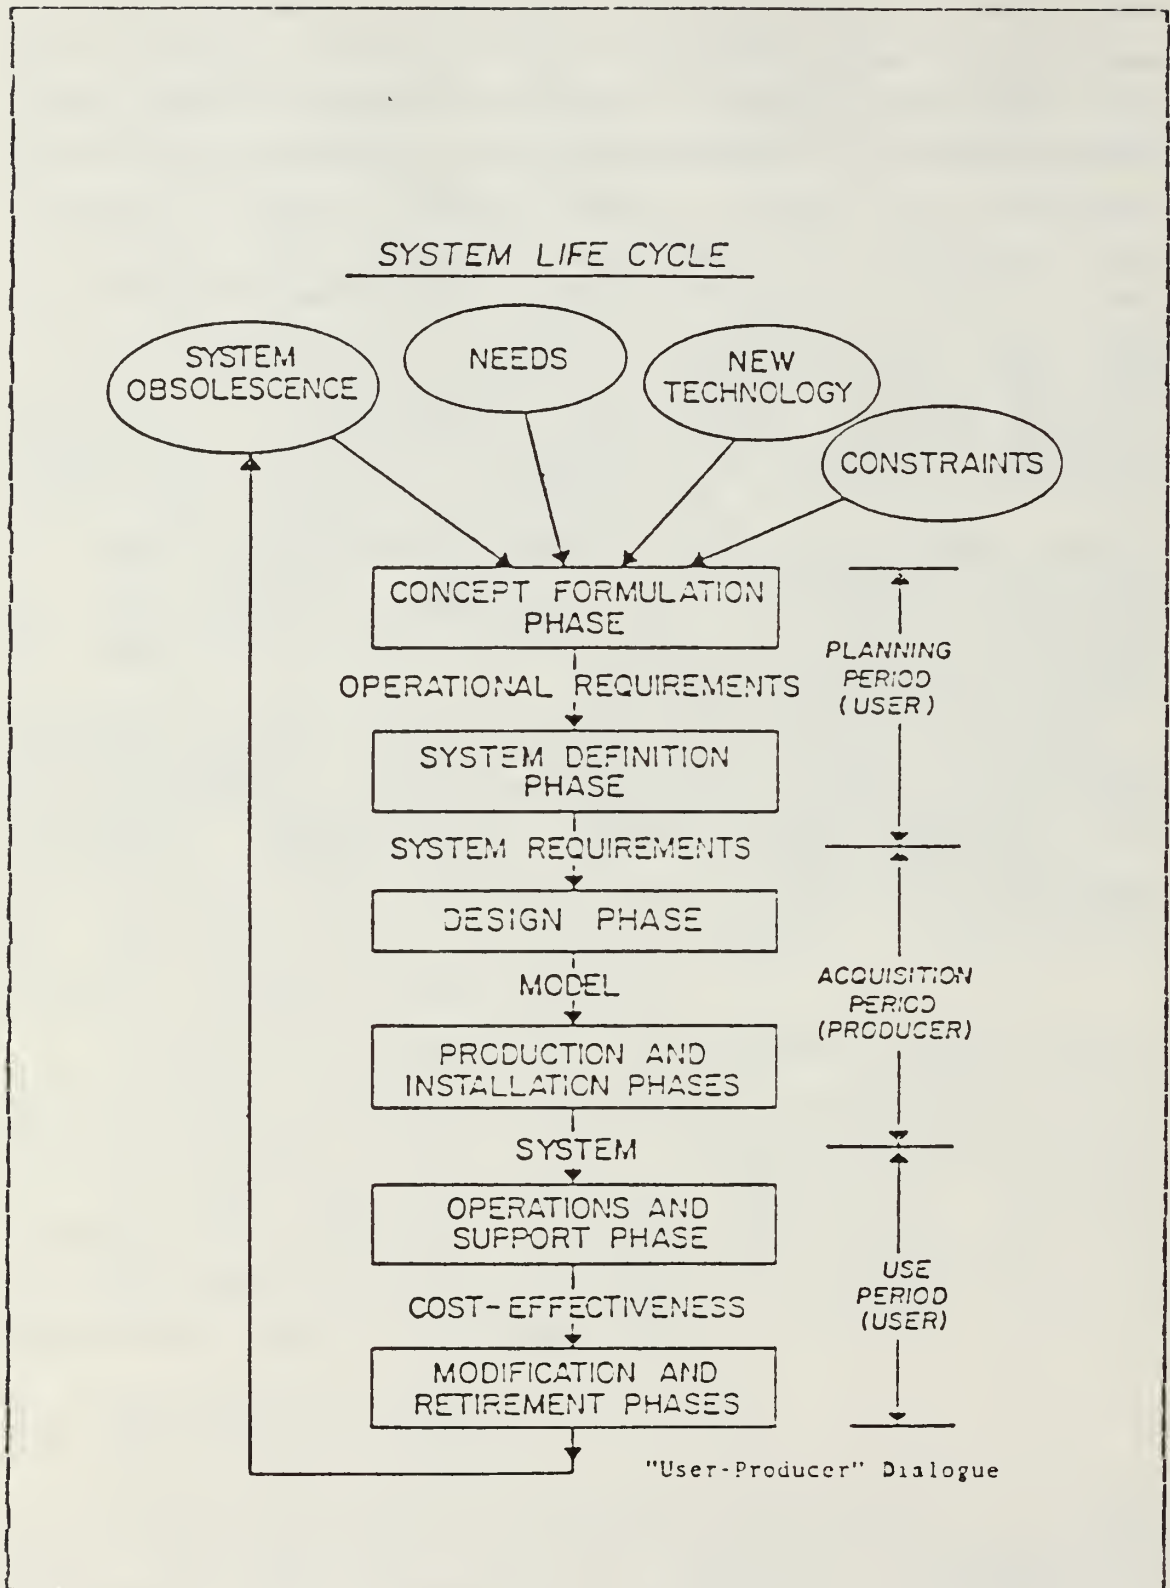 SYSTEM LIFE CYCLE
SYSTEM
OBSOLESCENCE
NEEDS
NEW
TECHNOLOGY
CONSTRAINTS
CONCEPT FORMULATION
PHASE
OPERATIONAL REQUIREMENTS
SYSTEM DEFINITION
PHASE
SYSTEM REQUIREMENTS
DESIGN PHASE
MODEL
PRODUCTION AND
INSTALLATION PHASES
SYSTEM
OPERATIONS AND
SUPPORT PHASE
COST-EFFECTIVENESS
MODIFICATION AND
RETIREMENT PHASES
PLANNING
PERIOD
(USER)
ACQUISITION
PERIOD
(PRODUCER)
USE
PERIOD
(USER)
"User-Producer" Dialogue